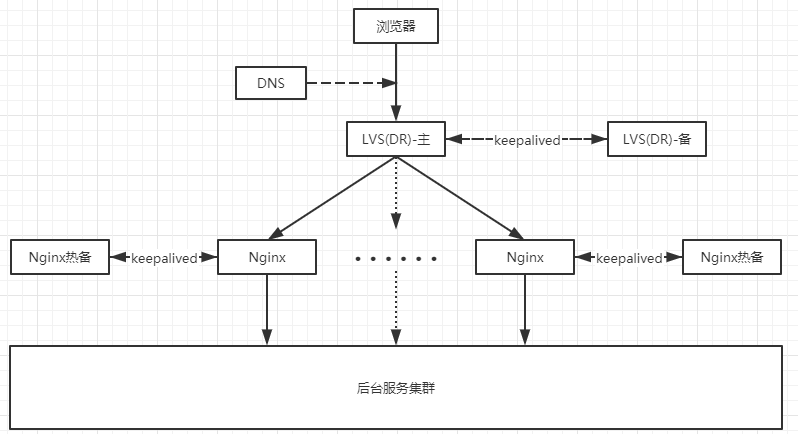 浏览器
DNS
LVS(DR)-主
keepalived
LVS(DR)-备
Nginx热备
keepalived
Nginx
······
Nginx
keepalived
Nginx热备
后台服务集群